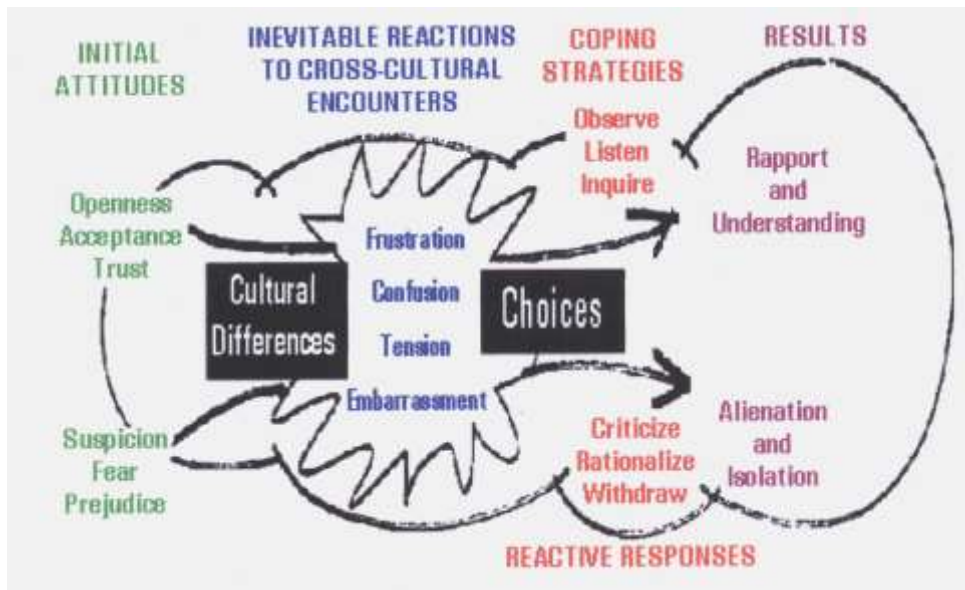 INITIAL
ATTITUDES
INEVITABLE REACTIONS
TO CROSS-CULTURAL
ENCOUNTERS
COPING
STRATEGIES
RESULTS
Openness
Acceptance
Trust
Suspicion
Fear
Prejudice
Cultural
Differences
Frustration
Confusion
Tension
Embarrassment
Choices
Observe
Listen
Inquire
Criticize
Rationalize
Withdraw
REACTIVE RESPONSES
Rapport
and
Understanding
Alienation
and
Isolation